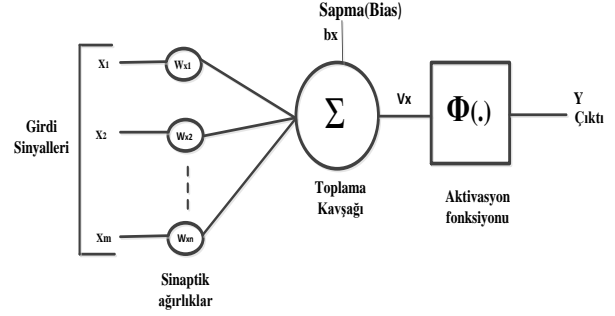 Sapma(Bias)
bx
X1
Wx1
Girdi
Sinyalleri
X2
Wx2
Xm
Wxn
Sinaptik
ağırlıklar
Σ
Toplama
Kavşağı
Vx
Φ(.)
Aktivasyon
fonksiyonu
Y
Çıktı